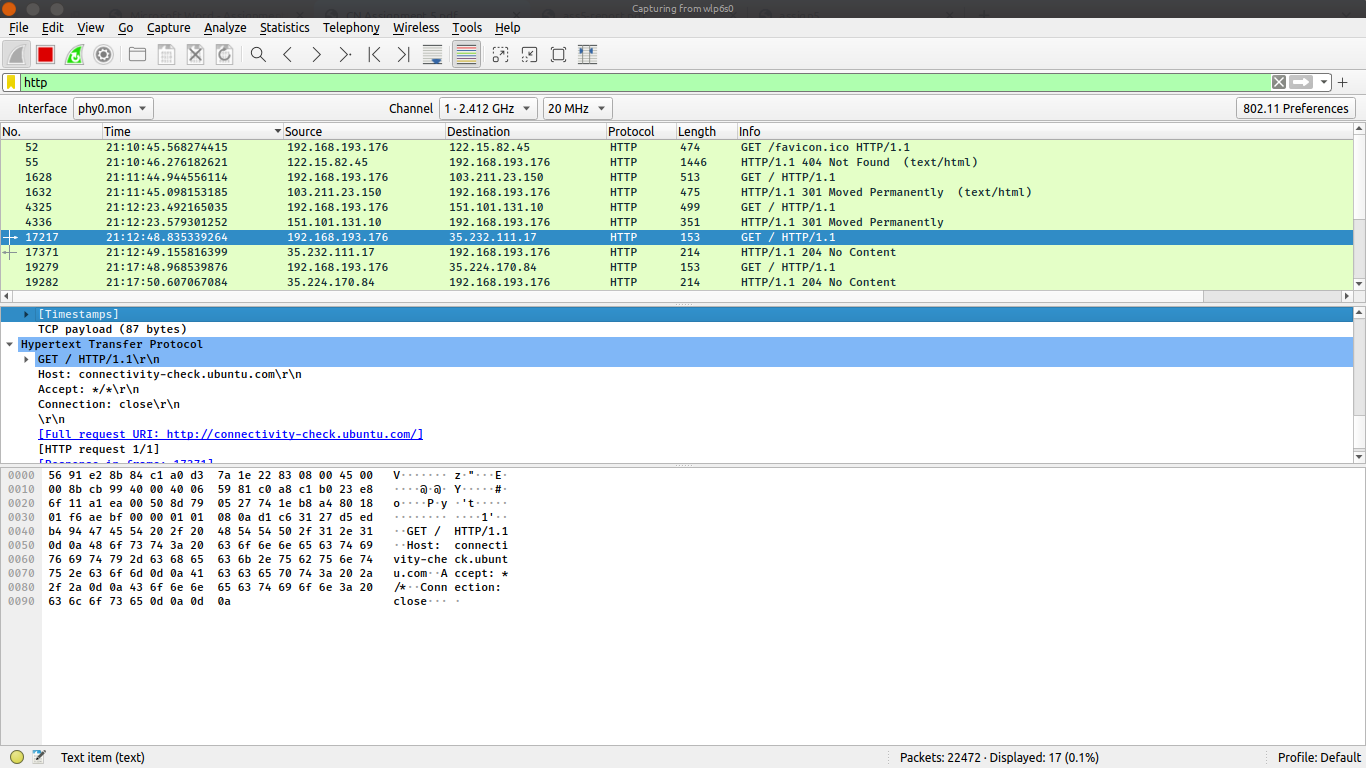 Capturing from wlp6s0
File Edit View Go Capture Analyze Statistics Telephony Wireless Tools Help
http
Interface phy0.mon Channel 1 · 2.412 GHz 20 MHz 802.11 Preferences
No. Time Source Destination Protocol Length Info
52 21:10:45.568274415 192.168.193.176 122.15.82.45 HTTP 474 GET /favicon.ico HTTP/1.1
55 21:10:46.276182621 122.15.82.45 192.168.193.176 HTTP 1446 HTTP/1.1 404 Not Found (text/html)
1628 21:11:44.944556114 192.168.193.176 103.211.23.150 HTTP 513 GET / HTTP/1.1
1632 21:11:45.098153185 103.211.23.150 192.168.193.176 HTTP 475 HTTP/1.1 301 Moved Permanently (text/html)
4325 21:12:23.492165035 192.168.193.176 151.101.131.10 HTTP 499 GET / HTTP/1.1
4336 21:12:23.579301252 151.101.131.10 192.168.193.176 HTTP 351 HTTP/1.1 301 Moved Permanently
17217 21:12:48.835339264 192.168.193.176 35.232.111.17 HTTP 153 GET / HTTP/1.1
17371 21:12:49.155816399 35.232.111.17 192.168.193.176 HTTP 214 HTTP/1.1 204 No Content
19279 21:17:48.968539876 192.168.193.176 35.224.170.84 HTTP 153 GET / HTTP/1.1
19282 21:17:50.607067084 35.224.170.84 192.168.193.176 HTTP 214 HTTP/1.1 204 No Content
[Timestamps]
TCP payload (87 bytes)
Hypertext Transfer Protocol
GET / HTTP/1.1\r\n
Host: connectivity-check.ubuntu.com\r\n
Accept: */*\r\n
Connection: close\r\n
\r\n
[Full request URI: http://connectivity-check.ubuntu.com/]
[HTTP request 1/1]
[Response in frame: 17371]
0000 56 91 e2 8b 84 c1 a0 d3 7a 1e 22 83 08 00 45 00 V······· z·"···E·
0010 00 8b cb 99 40 00 40 06 59 81 c0 a8 c1 b0 23 e8 ····@·@· Y·····#·
0020 6f 11 a1 ea 00 50 8d 79 05 27 74 1e b8 a4 80 18 o····P·y ·'t·····
0030 01 f6 ae bf 00 00 01 01 08 0a d1 c6 31 27 d5 ed ········ ····1'··
0040 b4 94 47 45 54 20 2f 20 48 54 54 50 2f 31 2e 31 ··GET / HTTP/1.1
0050 0d 0a 48 6f 73 74 3a 20 63 6f 6e 6e 65 63 74 69 ··Host: connecti
0060 76 69 74 79 2d 63 68 65 63 6b 2e 75 62 75 6e 74 vity-che ck.ubunt
0070 75 2e 63 6f 6d 0d 0a 41 63 63 65 70 74 3a 20 2a u.com··A ccept: *
0080 2f 2a 0d 0a 43 6f 6e 6e 65 63 74 69 6f 6e 3a 20 /*··Conn ection:
0090 63 6c 6f 73 65 0d 0a 0d 0a close··· ·
Text item (text) Packets: 22472 · Displayed: 17 (0.1%) Profile: Default